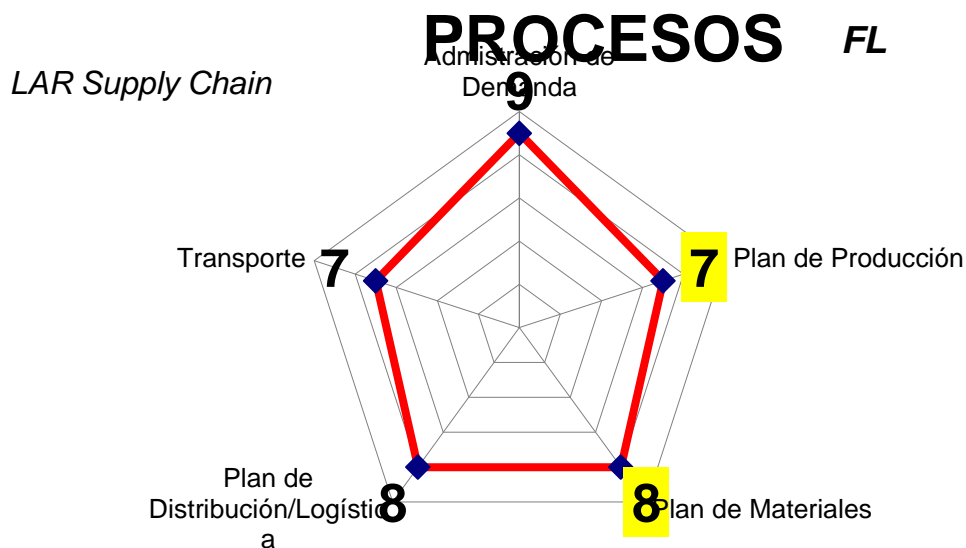 PROCESOS
FL
LAR Supply Chain
Admistración de
Demanda
9
Transporte
7
7
Plan de Producción
Plan de
Distribución/Logístic
a
8
8
Plan de Materiales